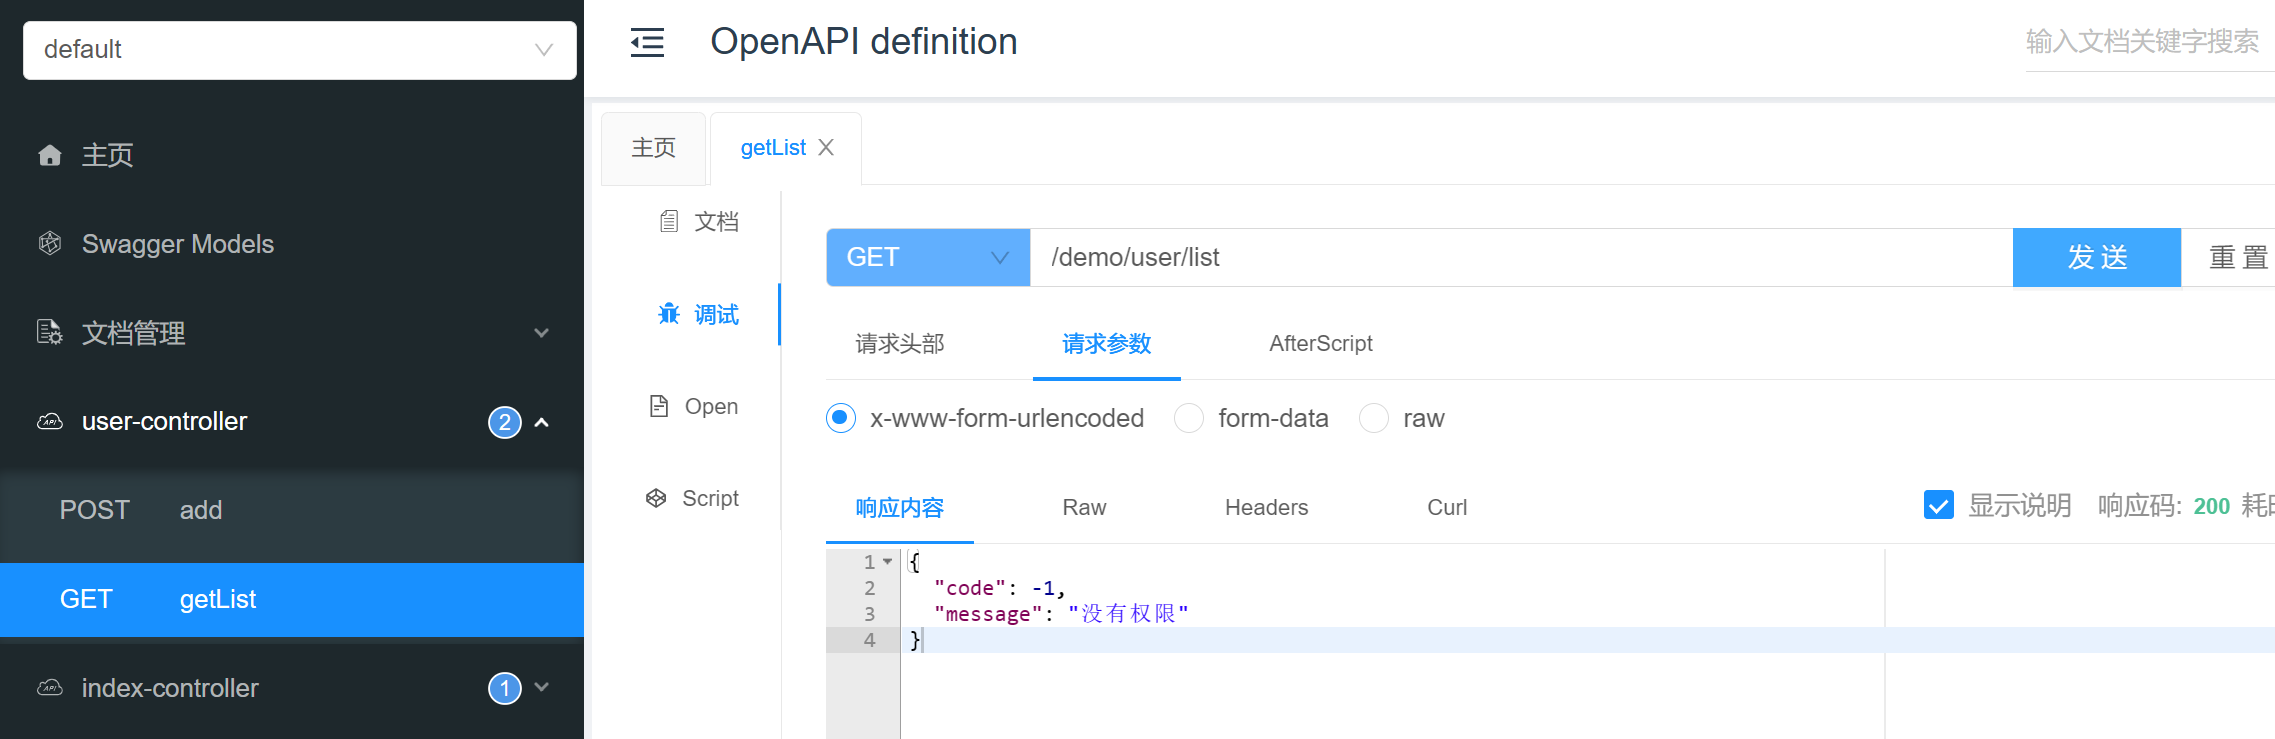 default
主页
Swagger Models
文档管理
user-controller 2
POST add
GET getList
index-controller 1
OpenAPI definition
输入文档关键字搜索
主页 getList X
文档
调试
Open
Script
GET /demo/user/list 发 送 重 置
请求头部 请求参数 AfterScript
x-www-form-urlencoded form-data raw
响应内容 Raw Headers Curl 显示说明 响应码: 200
1 {
2 "code": -1,
3 "message": "没有权限"
4 }